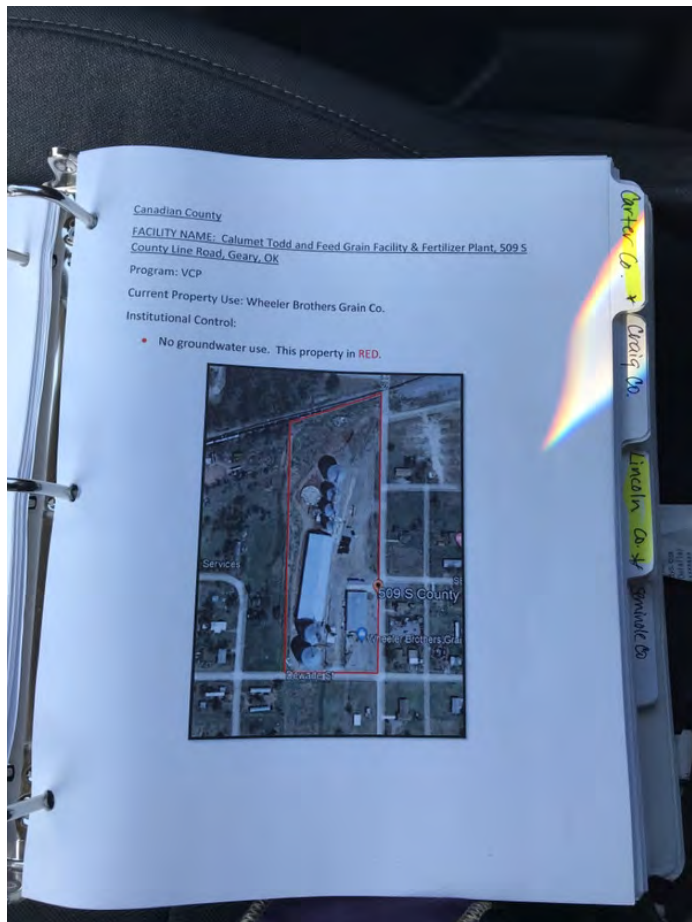 Canadian County
FACILITY NAME: Calumet Todd and Feed Grain Facility & Fertilizer Plant, 509 S
County Line Road, Geary, OK
Program: VCP
Current Property Use: Wheeler Brothers Grain Co.
Institutional Control:
• No groundwater use. This property in RED.
Services
509 S County
Wheeler Brothers Grai
Carter Co. *
Craig Co.
Lincoln Co. *
Seminole Co